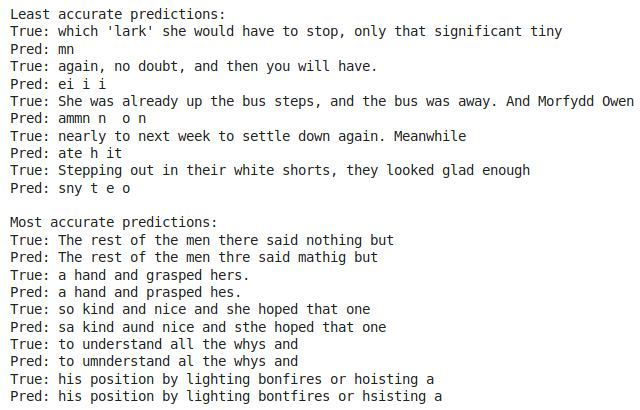 Least accurate predictions:
True: which 'lark' she would have to stop, only that significant tiny
Pred: mn
True: again, no doubt, and then you will have.
Pred: ei i i
True: She was already up the bus steps, and the bus was away. And Morfydd Owen
Pred: ammn n  o n
True: nearly to next week to settle down again. Meanwhile
Pred: ate h it
True: Stepping out in their white shorts, they looked glad enough
Pred: sny t e o

Most accurate predictions:
True: The rest of the men there said nothing but
Pred: The rest of the men thre said mathig but
True: a hand and grasped hers.
Pred: a hand and prasped hes.
True: so kind and nice and she hoped that one
Pred: sa kind aund nice and sthe hoped that one
True: to understand all the whys and
Pred: to umnderstand al the whys and
True: his position by lighting bonfires or hoisting a
Pred: his position by lighting bontfires or hsisting a